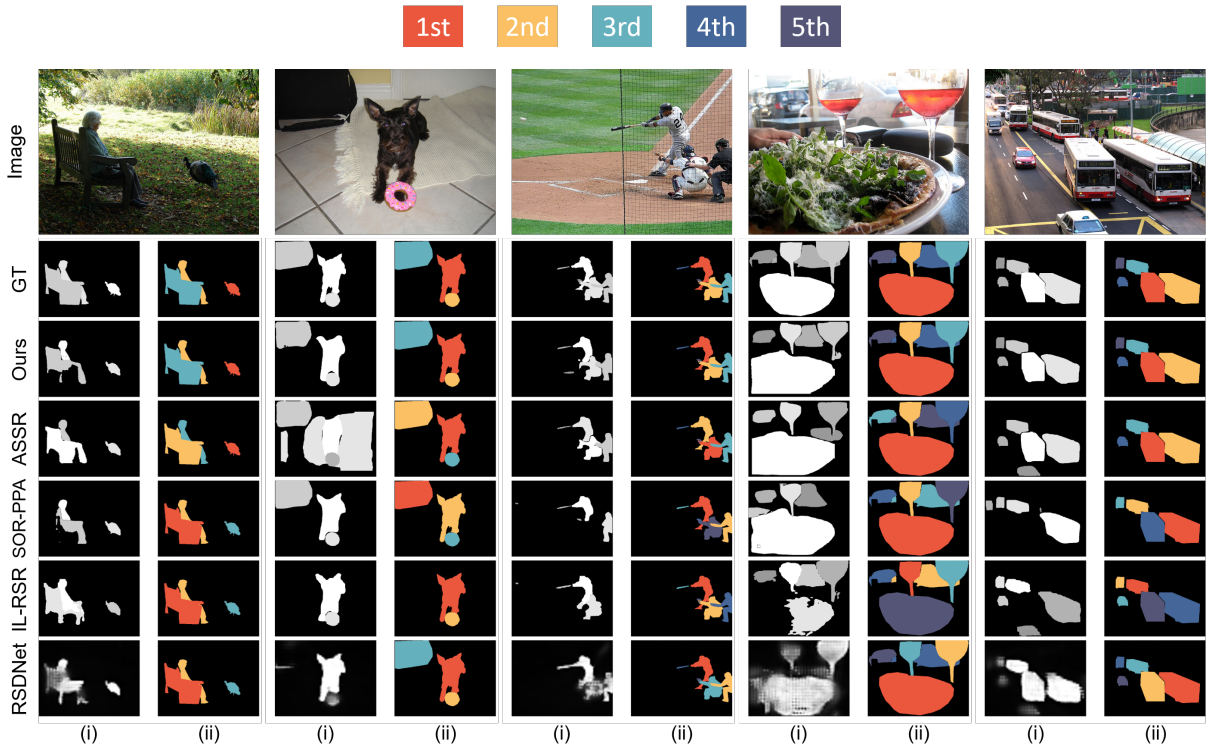 1st 2nd 3rd 4th 5th
Image
GT
Ours
ASSR
SOR-PPA
IL-RSR
RSDNet
(i) (ii) (i) (ii) (i) (ii) (i) (ii) (i) (ii)